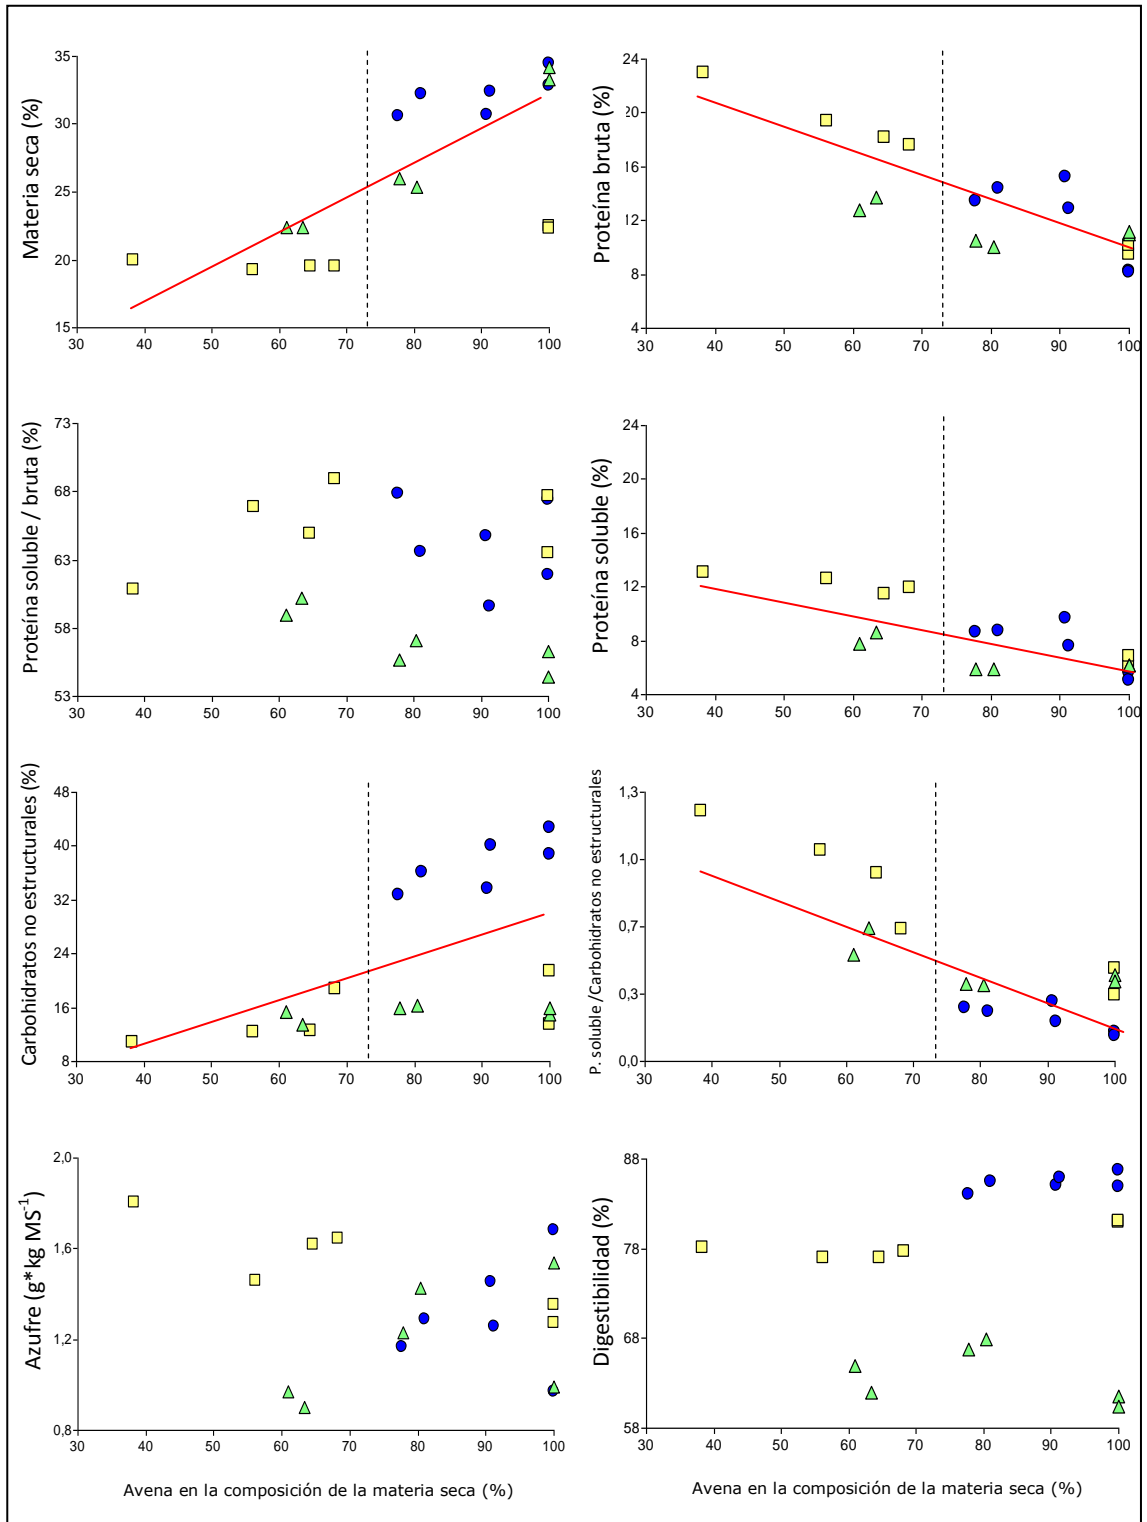 Materia seca (%)
35
30
25
20
15
30 40 50 60 70 80 90 100
Proteína bruta (%)
24
20
16
12
8
4
30 40 50 60 70 80 90 100
Proteína soluble / bruta (%)
73
68
63
58
53
30 40 50 60 70 80 90 100
Proteína soluble (%)
24
20
16
12
8
4
30 40 50 60 70 80 90 100
Carbohidratos no estructurales (%)
48
40
32
24
16
8
30 40 50 60 70 80 90 100
P. soluble /Carbohidratos no estructurales
1,3
1,0
0,7
0,3
0,0
30 40 50 60 70 80 90 100
Azufre (g*kg MS-1)
2,0
1,6
1,2
0,8
30 40 50 60 70 80 90 100
Avena en la composición de la materia seca (%)
Digestibilidad (%)
88
78
68
58
30 40 50 60 70 80 90 100
Avena en la composición de la materia seca (%)